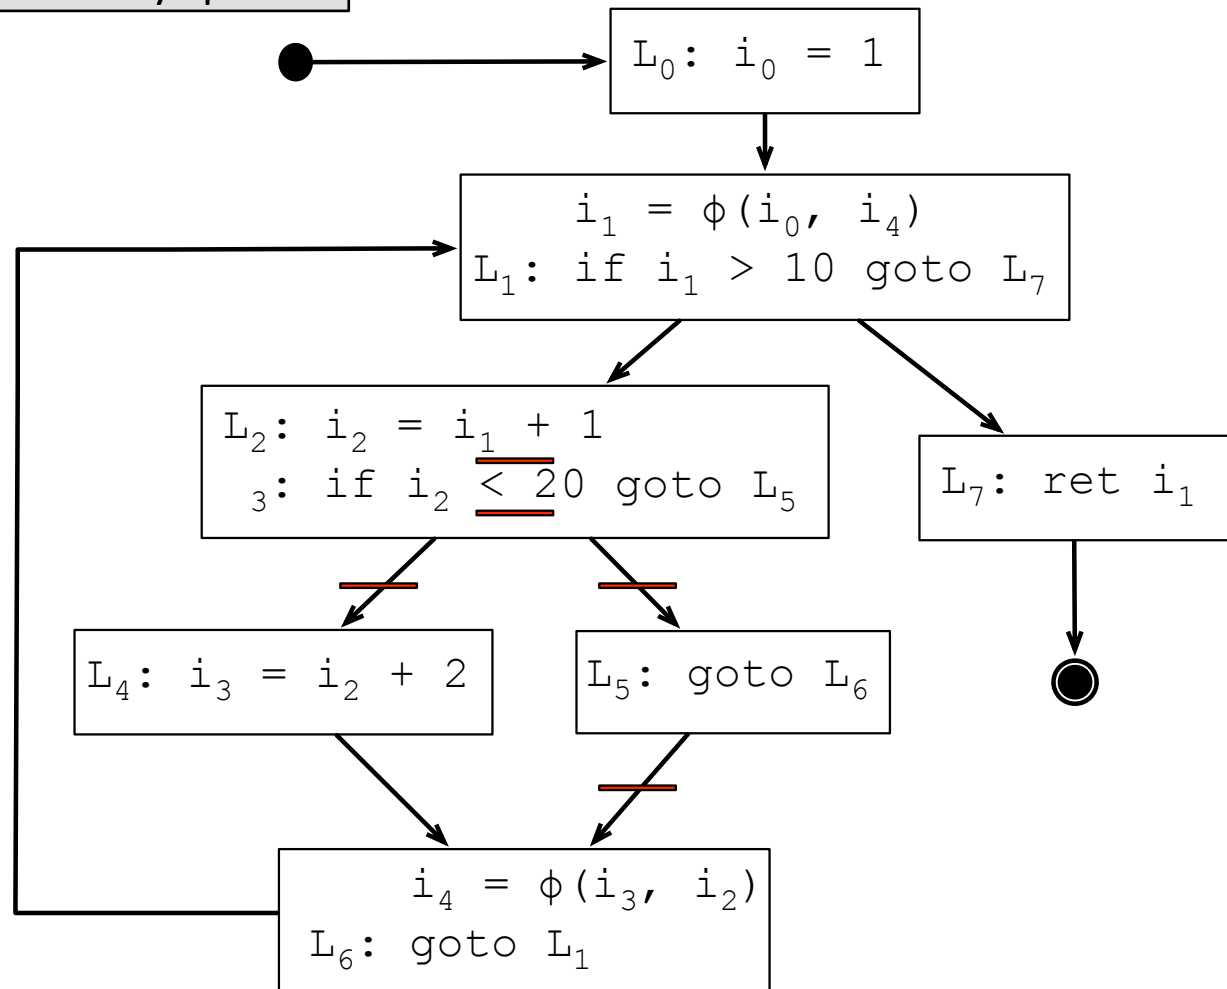 L₀: i₀ = 1
i₁ = ϕ(i₀, i₄)
L₁: if i₁ > 10 goto L₇
L₂: i₂ = i₁ + 1
₃: if i₂ < 20 goto L₅
L₇: ret i₁
L₄: i₃ = i₂ + 2
L₅: goto L₆
i₄ = ϕ(i₃, i₂)
L₆: goto L₁